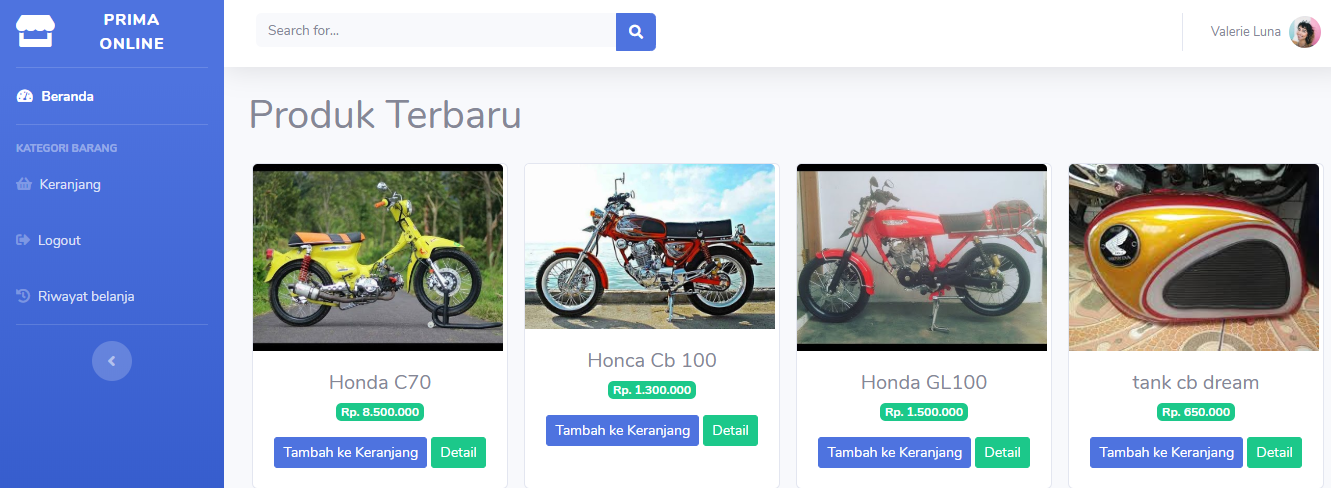 PRIMA
ONLINE
Search for...
Valerie Luna
Beranda
KATEGORI BARANG
Keranjang
Logout
Riwayat belanja
Produk Terbaru
Honda C70
Rp. 8.500.000
Tambah ke Keranjang Detail
Honca Cb 100
Rp. 1.300.000
Tambah ke Keranjang Detail
Honda GL100
Rp. 1.500.000
Tambah ke Keranjang Detail
tank cb dream
Rp. 650.000
Tambah ke Keranjang Detail